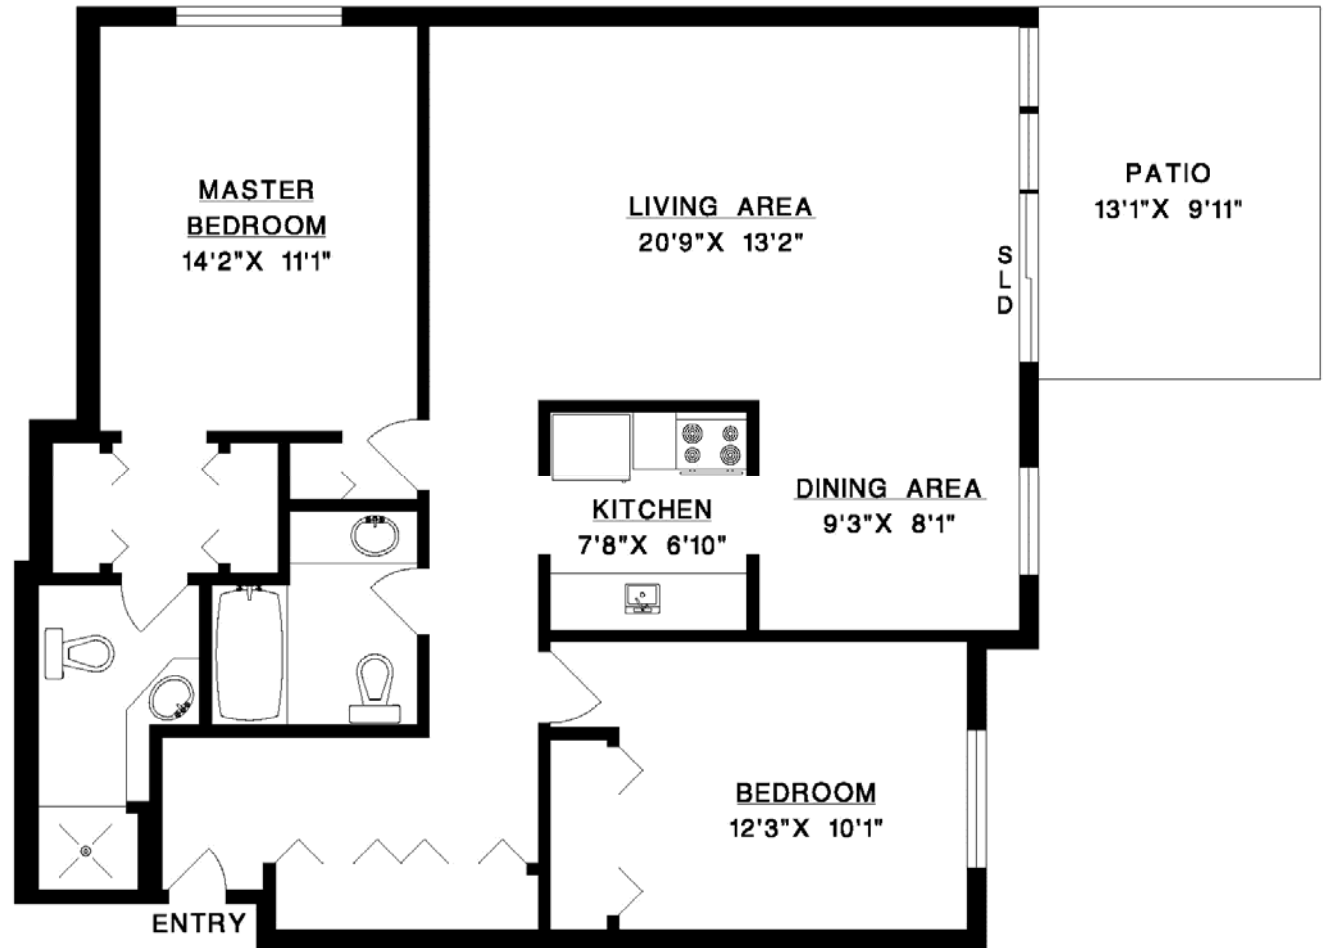 MASTER
BEDROOM
14'2"X 11'1"
LIVING AREA
20'9"X 13'2"
PATIO
13'1"X 9'11"
S
L
D
KITCHEN
7'8"X 6'10"
DINING AREA
9'3"X 8'1"
BEDROOM
12'3"X 10'1"
ENTRY